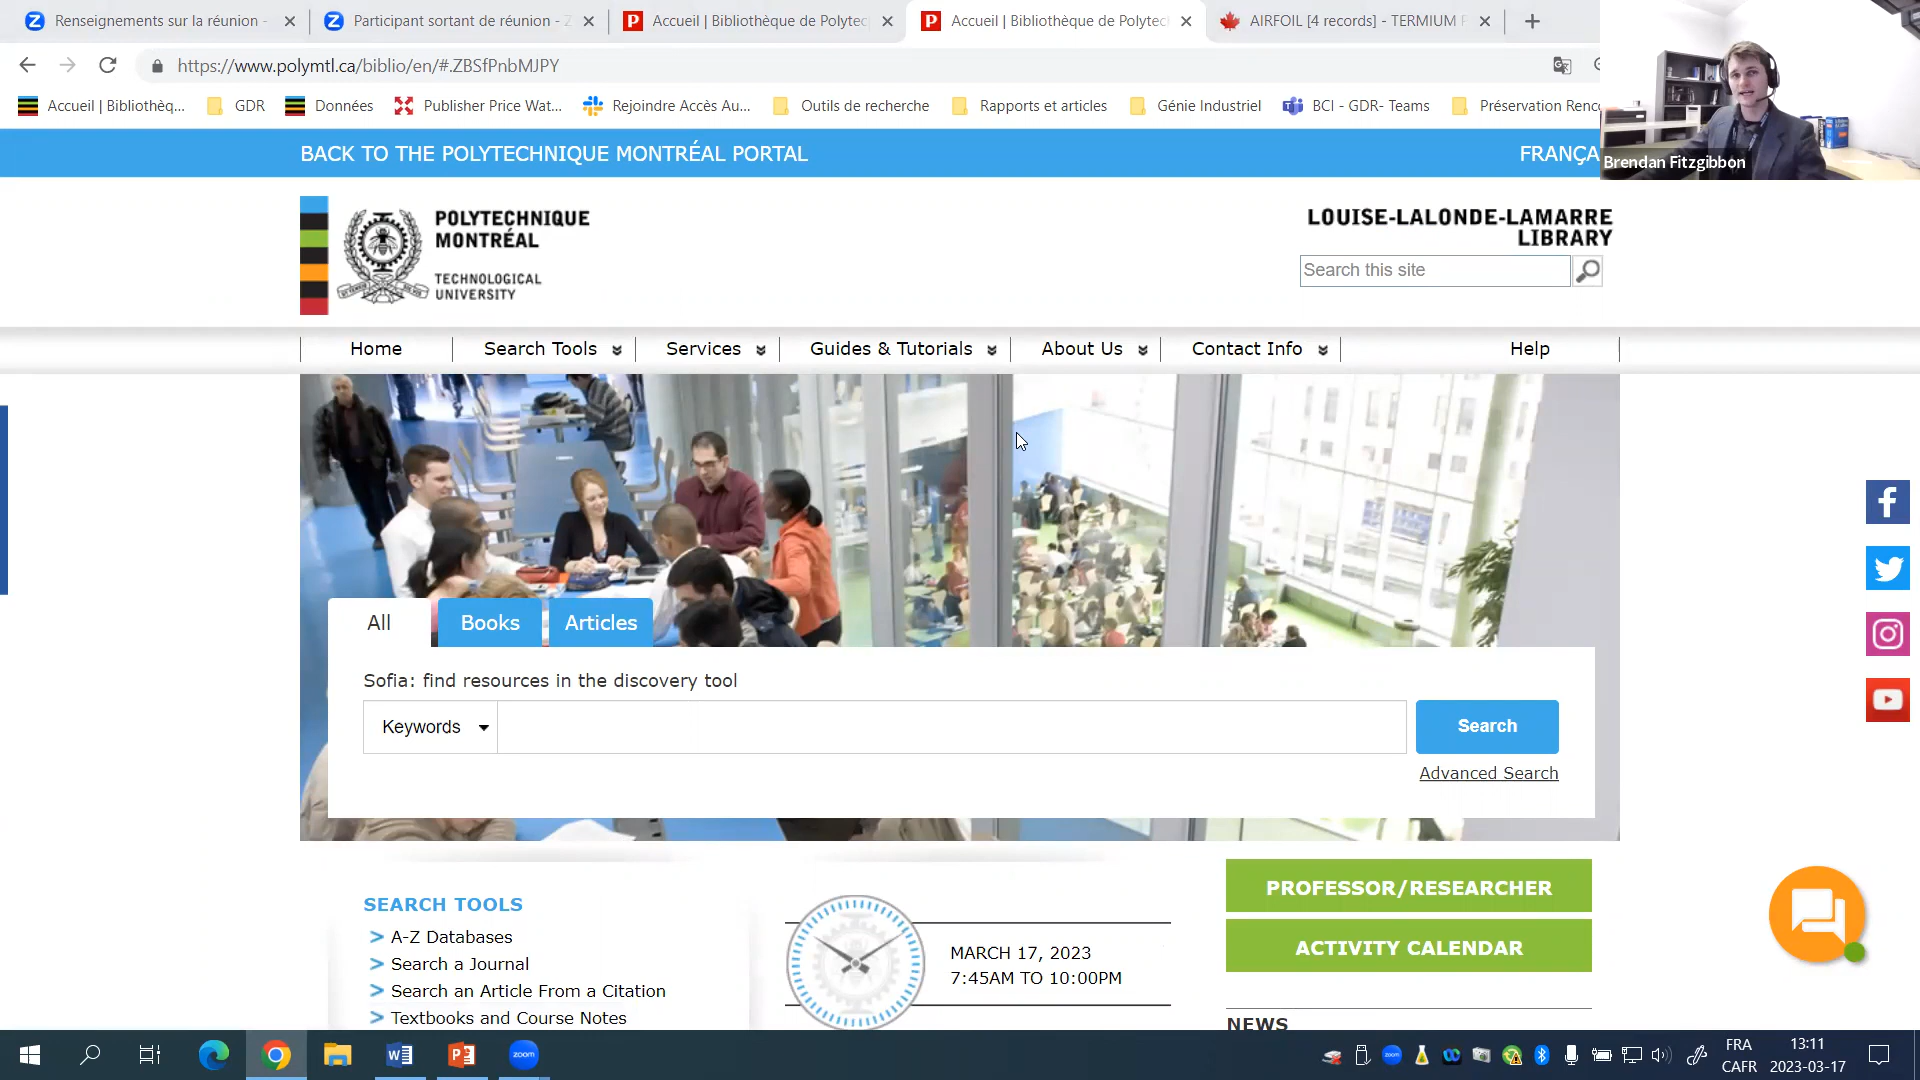 Renseignements sur la réunion -
Participant sortant de réunion - Z
Accueil | Bibliothèque de Polytec
Accueil | Bibliothèque de Polytec
AIRFOIL [4 records] - TERMIUM P
https://www.polymtl.ca/biblio/en/#.ZBSfPnbMJPY
Accueil | Bibliothèq...
GDR
Données
Publisher Price Wat...
Rejoindre Accès Au...
Outils de recherche
Rapports et articles
Génie Industriel
BCI - GDR- Teams
Préservation Renc
Brendan Fitzgibbon
BACK TO THE POLYTECHNIQUE MONTRÉAL PORTAL
FRANÇA
POLYTECHNIQUE
MONTRÉAL
TECHNOLOGICAL
UNIVERSITY
LOUISE-LALONDE-LAMARRE
LIBRARY
Search this site
Home
Search Tools
Services
Guides & Tutorials
About Us
Contact Info
Help
All
Books
Articles
Sofia: find resources in the discovery tool
Keywords
Search
Advanced Search
SEARCH TOOLS
> A-Z Databases
> Search a Journal
> Search an Article From a Citation
> Textbooks and Course Notes
MARCH 17, 2023
7:45AM TO 10:00PM
PROFESSOR/RESEARCHER
ACTIVITY CALENDAR
NEWS
zoom
FRA
CAFR
13:11
2023-03-17